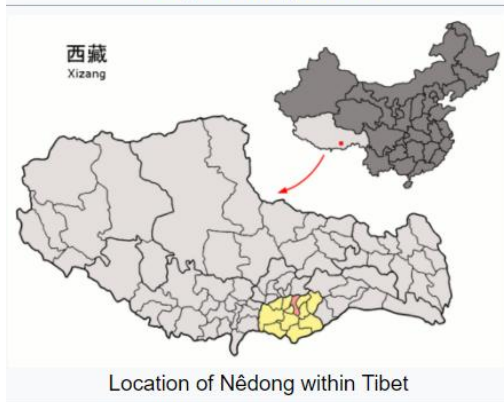 西藏
Xizang
Location of Nêdong within Tibet